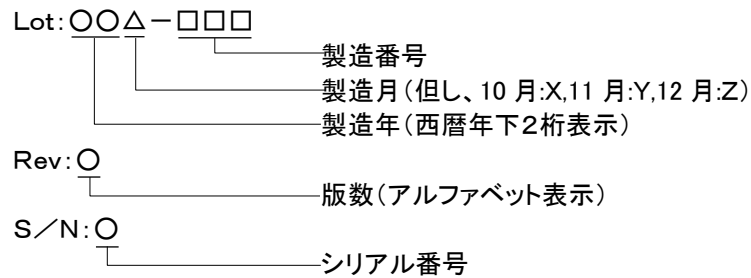 Lot:○○△－□□□
製造番号
製造月(但し、10 月:X,11 月:Y,12 月:Z)
製造年(西暦年下２桁表示)
Rev:○
版数(アルファベット表示)
S／N:○
シリアル番号